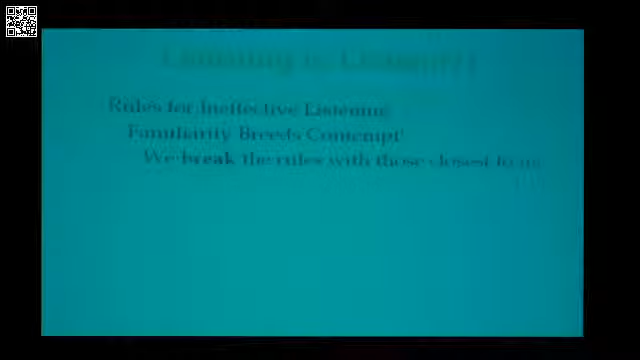 Rules for Ineffective Listening
Familiarity Breeds Contempt
We break the rules with those closest to us